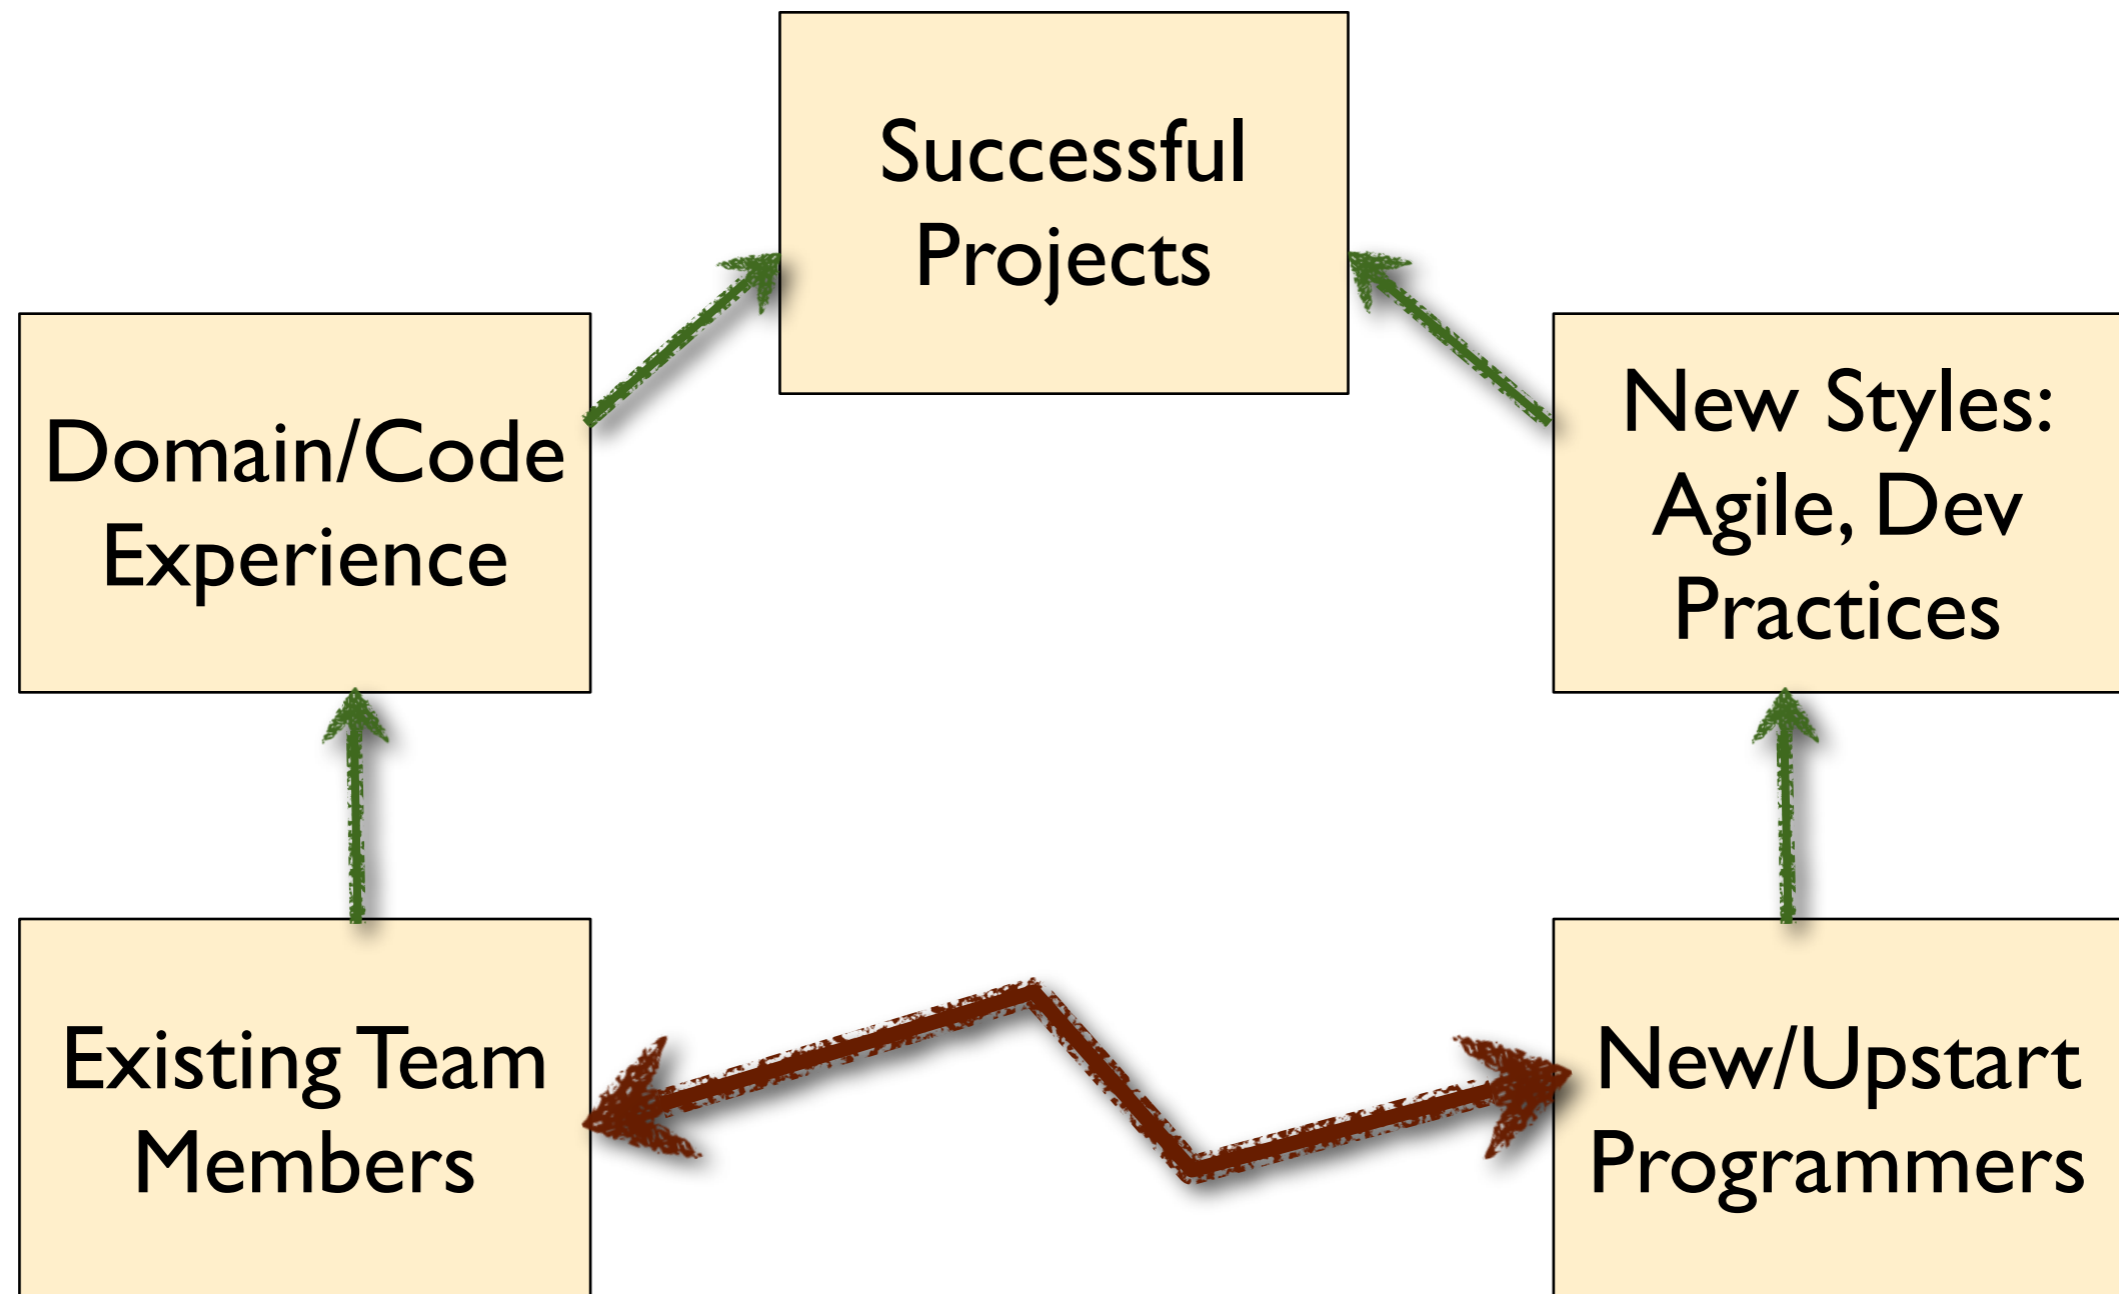 Successful
Projects
Domain/Code
Experience
New Styles:
Agile, Dev
Practices
Existing Team
Members
New/Upstart
Programmers